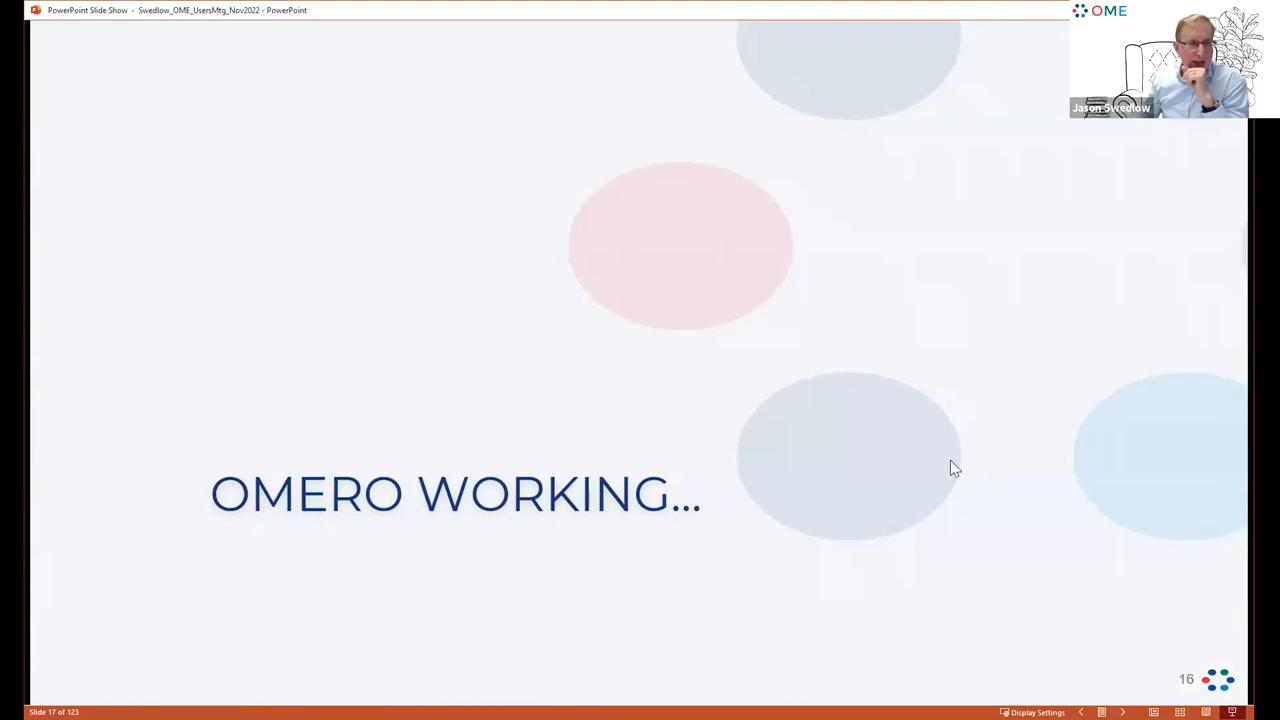 PowerPoint Slide Show - Swedlow_OME_UsersMtg_Nov2022 - PowerPoint
OME
Jason Swedlow
OMERO WORKING...
16
Slide 17 of 123
Display Settings